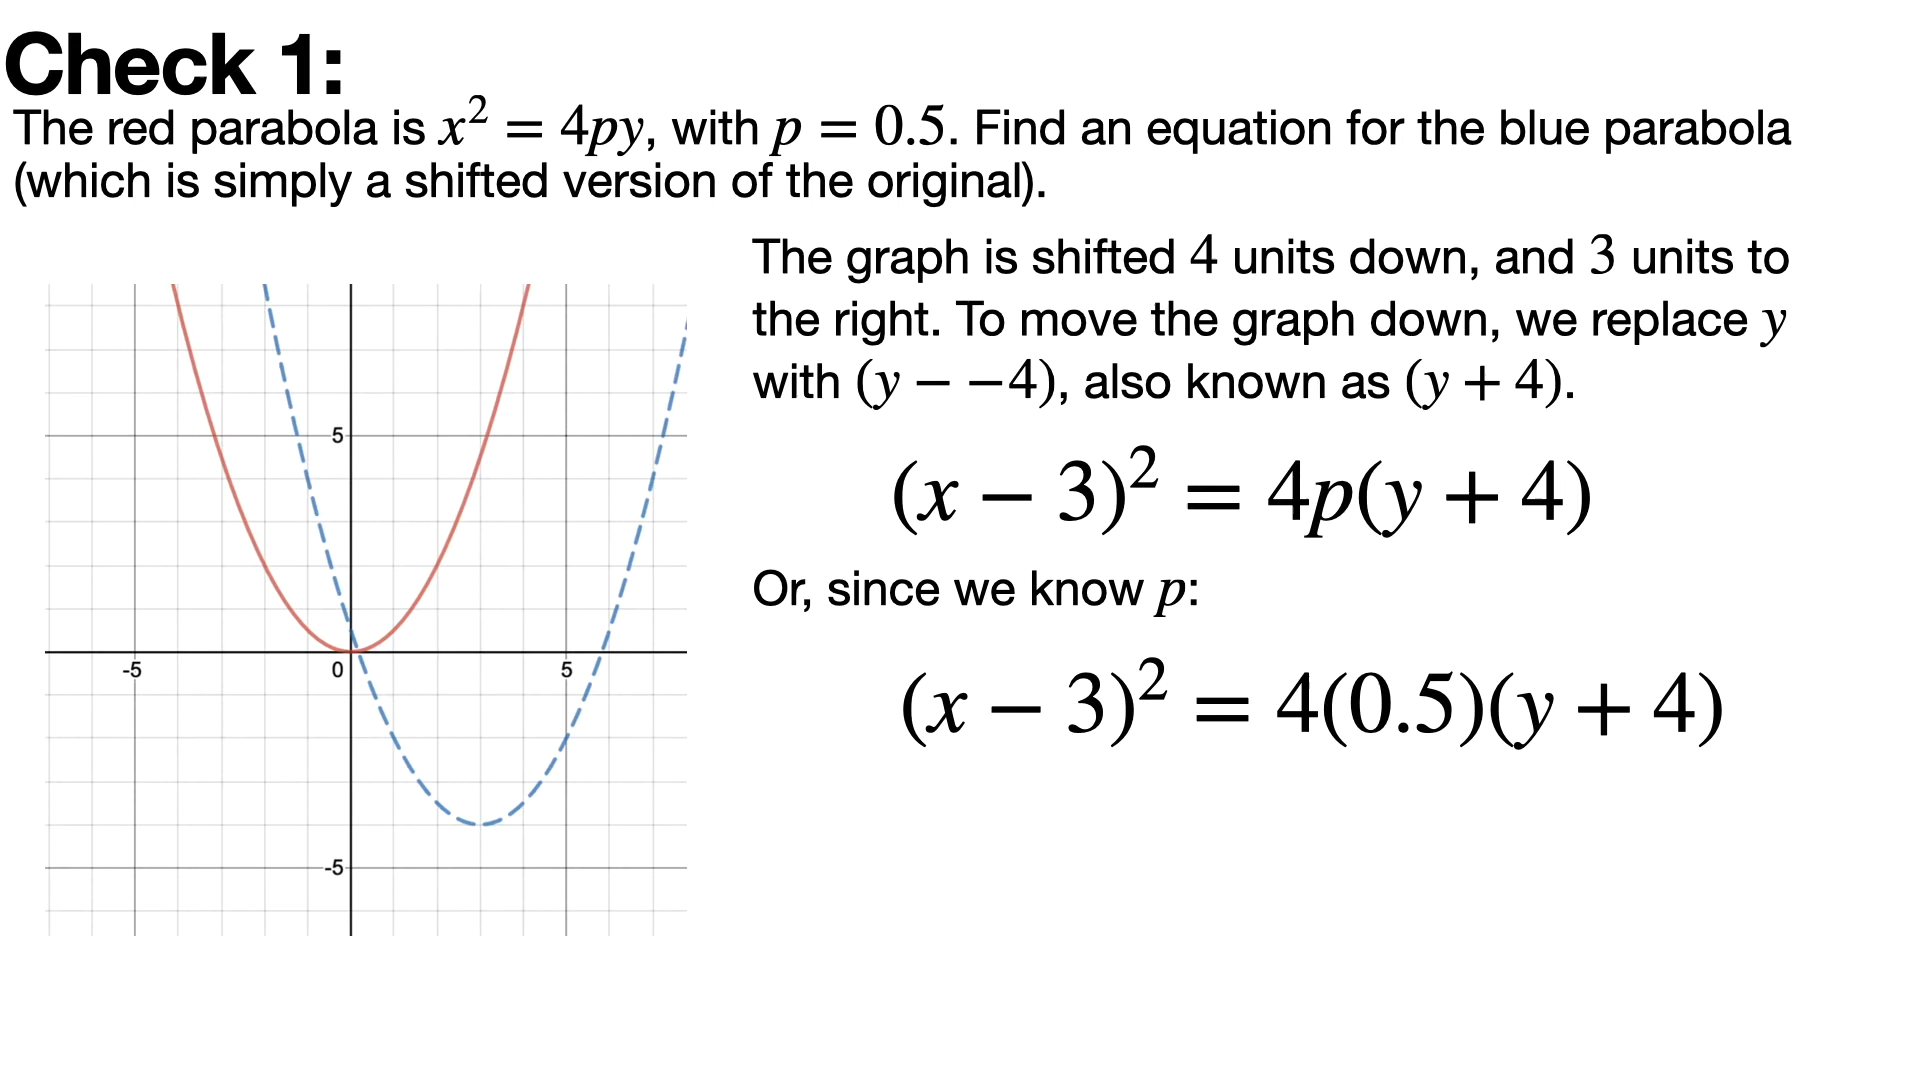 Check 1:
The red parabola is x² = 4py, with p = 0.5. Find an equation for the blue parabola
(which is simply a shifted version of the original).
The graph is shifted 4 units down, and 3 units to
the right. To move the graph down, we replace y
with (y − −4), also known as (y + 4).
(x − 3)² = 4p(y + 4)
Or, since we know p:
(x − 3)² = 4(0.5)(y + 4)
5
-5
0
5
-5